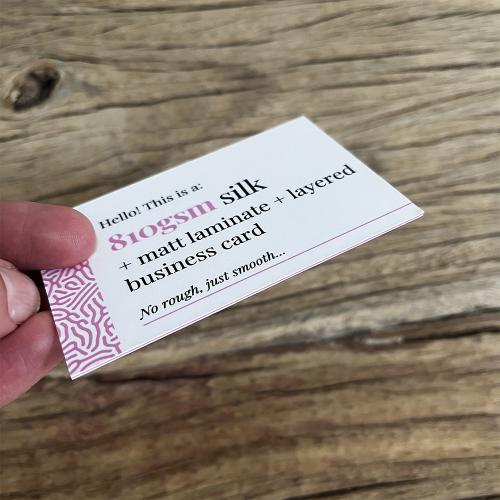 Hello! This is a:
810gsm silk
+ matt laminate + layered
business card
No rough, just smooth...